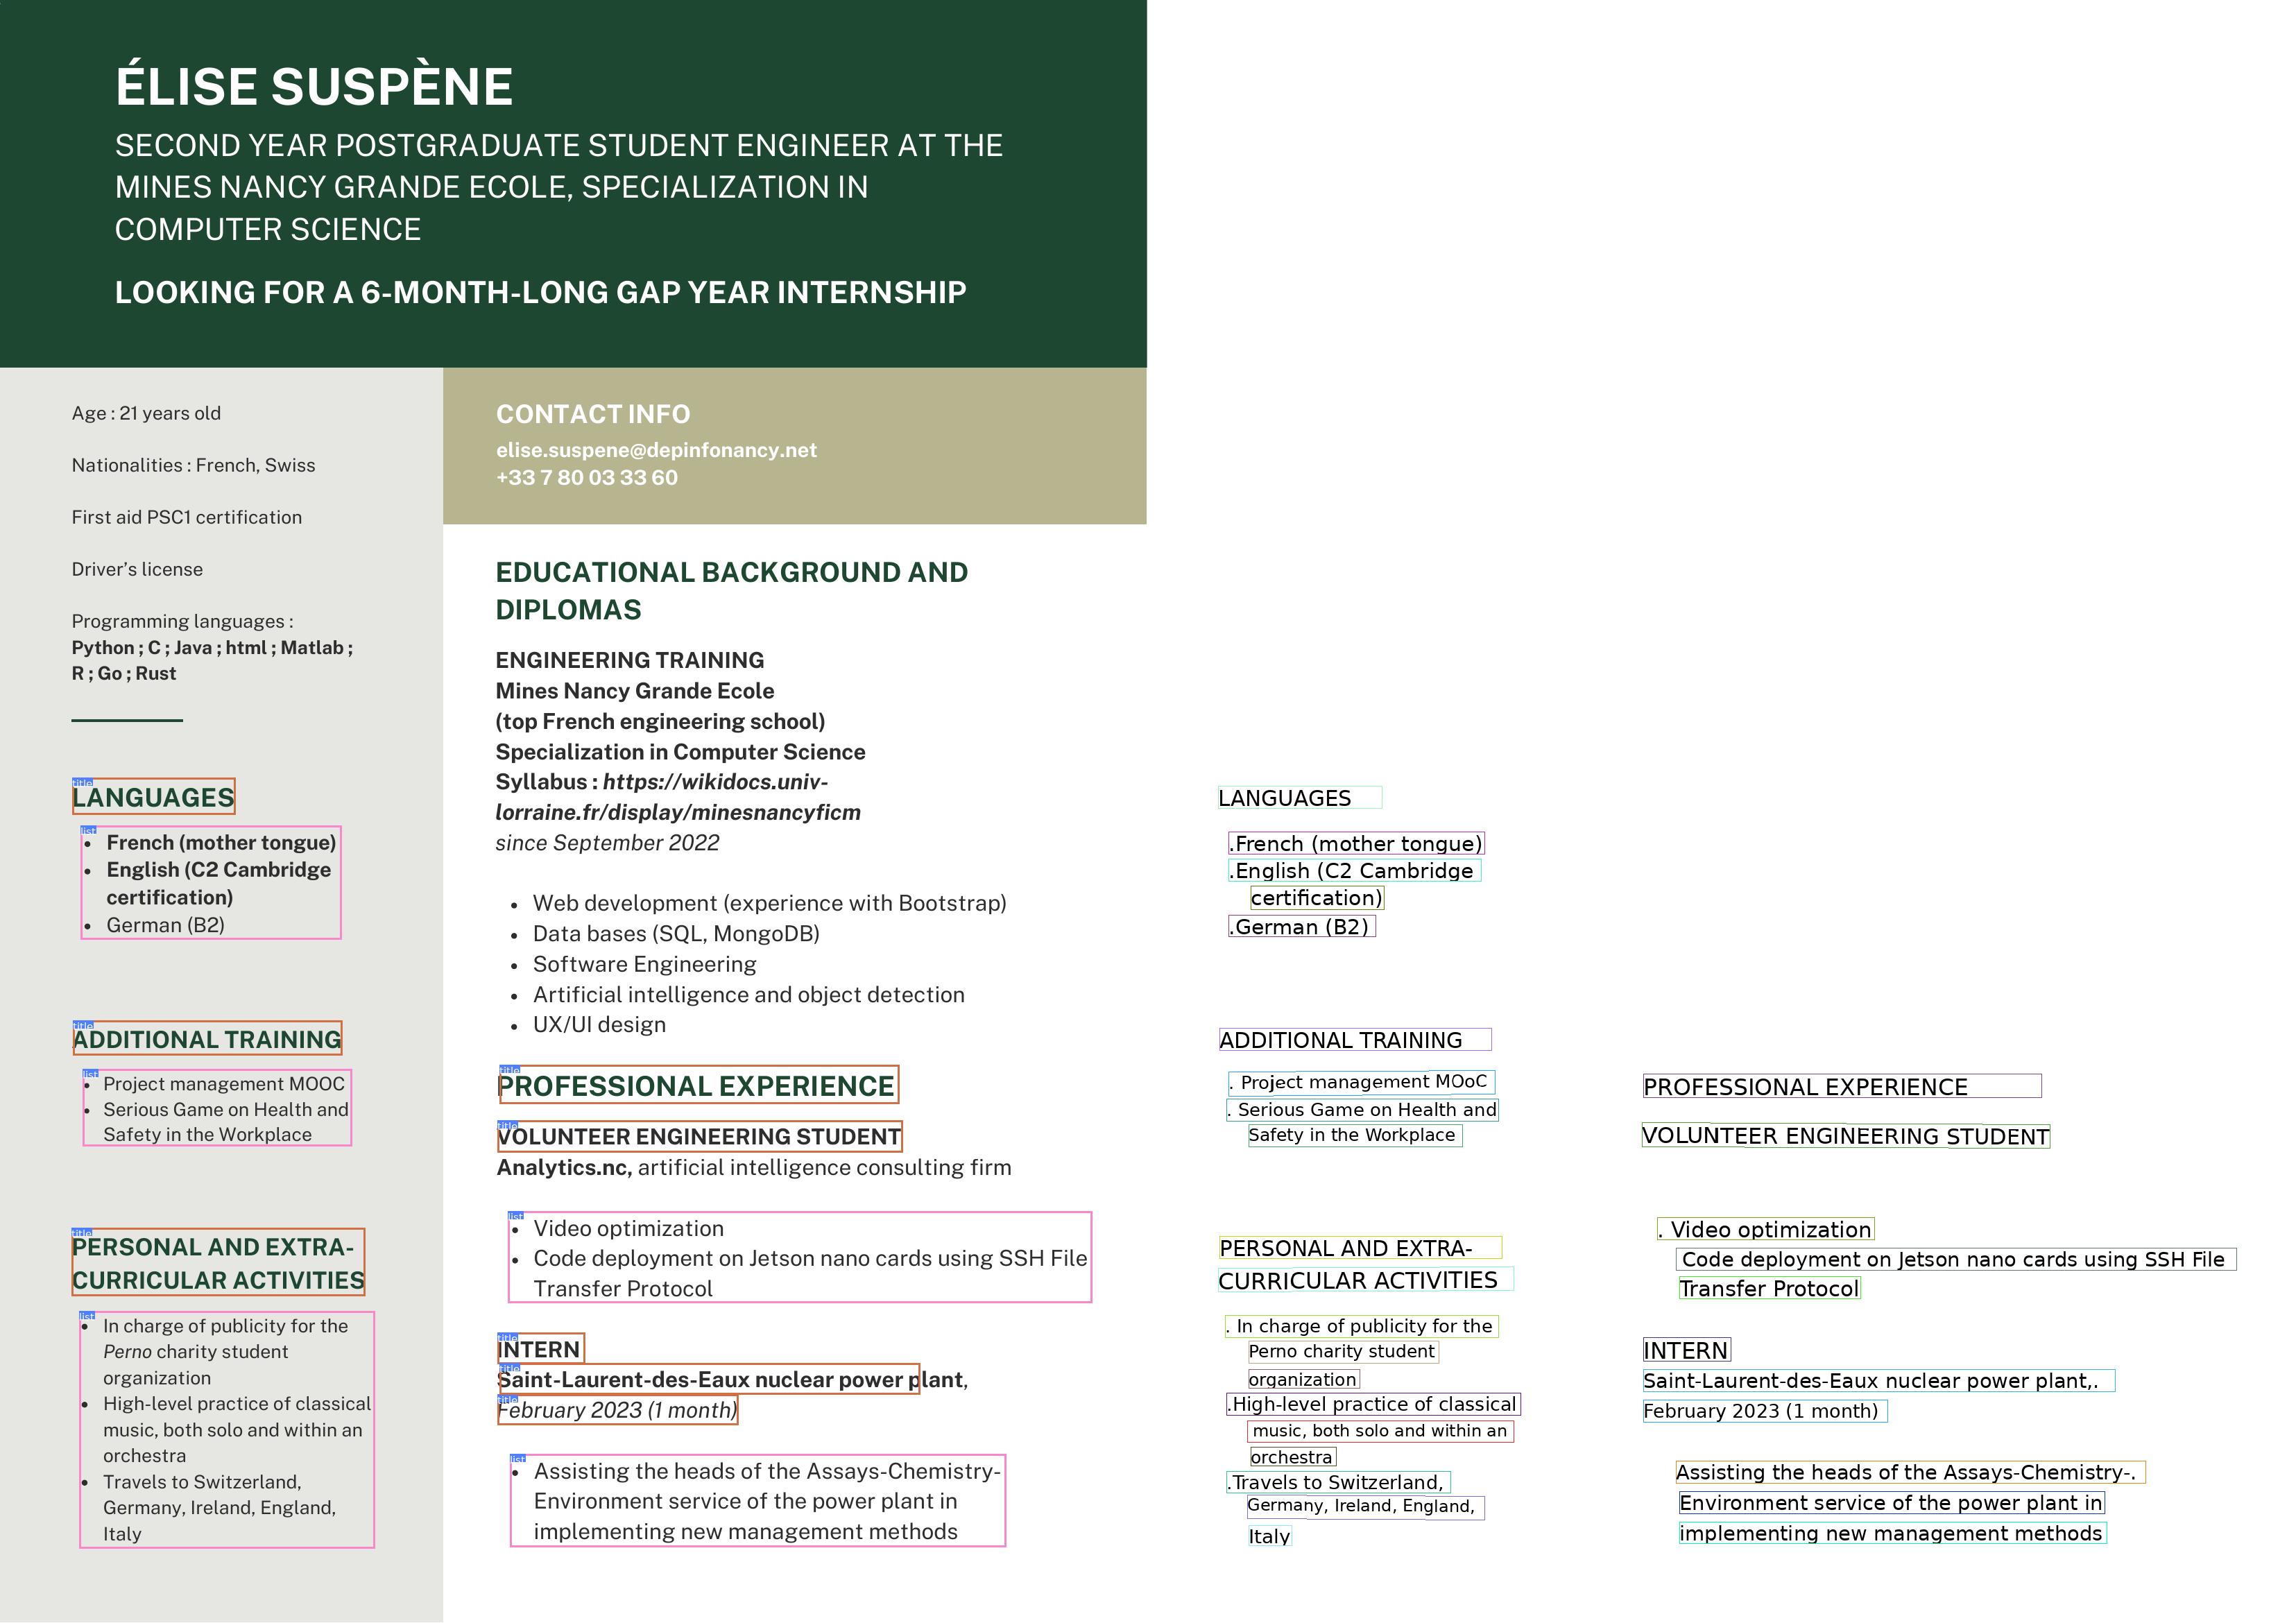 ÉLISE SUSPÈNE
SECOND YEAR POSTGRADUATE STUDENT ENGINEER AT THE
MINES NANCY GRANDE ECOLE, SPECIALIZATION IN
COMPUTER SCIENCE
LOOKING FOR A 6-MONTH-LONG GAP YEAR INTERNSHIP
Age : 21 years old
Nationalities : French, Swiss
First aid PSC1 certification
Driver’s license
Programming languages :
Python ; C ; Java ; html ; Matlab ;
R ; Go ; Rust
title
LANGUAGES
list
• French (mother tongue)
• English (C2 Cambridge
certification)
• German (B2)
title
ADDITIONAL TRAINING
list
• Project management MOOC
• Serious Game on Health and
Safety in the Workplace
title
PERSONAL AND EXTRA-
CURRICULAR ACTIVITIES
list
• In charge of publicity for the
Perno charity student
organization
• High-level practice of classical
music, both solo and within an
orchestra
• Travels to Switzerland,
Germany, Ireland, England,
Italy
CONTACT INFO
elise.suspene@depinfonancy.net
+33 7 80 03 33 60
EDUCATIONAL BACKGROUND AND
DIPLOMAS
ENGINEERING TRAINING
Mines Nancy Grande Ecole
(top French engineering school)
Specialization in Computer Science
Syllabus : https://wikidocs.univ-
lorraine.fr/display/minesnancyficm
since September 2022
• Web development (experience with Bootstrap)
• Data bases (SQL, MongoDB)
• Software Engineering
• Artificial intelligence and object detection
• UX/UI design
title
PROFESSIONAL EXPERIENCE
title
VOLUNTEER ENGINEERING STUDENT
Analytics.nc, artificial intelligence consulting firm
list
• Video optimization
• Code deployment on Jetson nano cards using SSH File
Transfer Protocol
title
INTERN
title
Saint-Laurent-des-Eaux nuclear power plant,
title
February 2023 (1 month)
list
• Assisting the heads of the Assays-Chemistry-
Environment service of the power plant in
implementing new management methods
LANGUAGES
.French (mother tongue)
.English (C2 Cambridge
certification)
.German (B2)
ADDITIONAL TRAINING
. Project management MOoC
. Serious Game on Health and
Safety in the Workplace
PERSONAL AND EXTRA-
CURRICULAR ACTIVITIES
. In charge of publicity for the
Perno charity student
organization
.High-level practice of classical
music, both solo and within an
orchestra
.Travels to Switzerland,
Germany, Ireland, England,
Italy
PROFESSIONAL EXPERIENCE
VOLUNTEER ENGINEERING STUDENT
. Video optimization
Code deployment on Jetson nano cards using SSH File
Transfer Protocol
INTERN
Saint-Laurent-des-Eaux nuclear power plant,.
February 2023 (1 month)
Assisting the heads of the Assays-Chemistry-.
Environment service of the power plant in
implementing new management methods